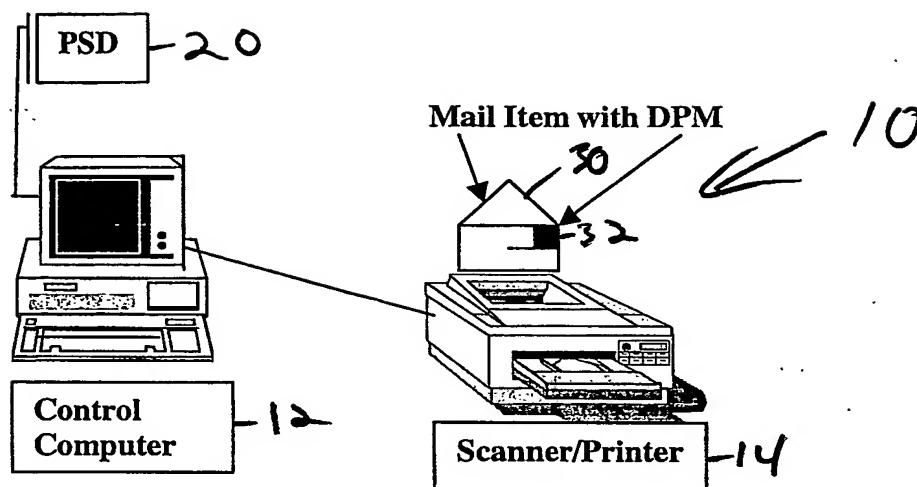 PSD 20
Mail Item with DPM
10
30
32
Control
Computer 12
Scanner/Printer 14